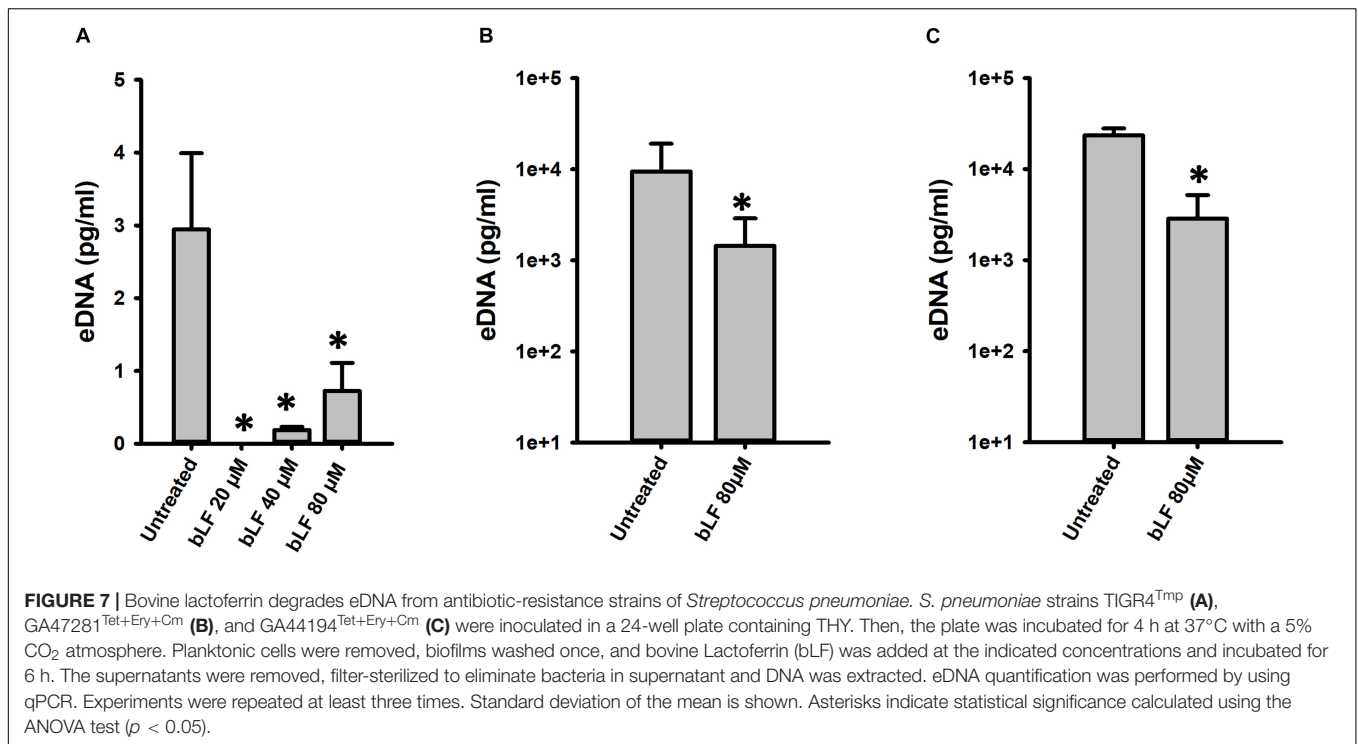 A
B
C
5
4
3
2
1
0
eDNA (pg/ml)
*
*
*
Untreated
bLF 20 µM
bLF 40 µM
bLF 80 µM
1e+5
1e+4
1e+3
1e+2
1e+1
eDNA (pg/ml)
*
Untreated
bLF 80µM
1e+5
1e+4
1e+3
1e+2
1e+1
eDNA (pg/ml)
*
Untreated
bLF 80µM
FIGURE 7 | Bovine lactoferrin degrades eDNA from antibiotic-resistance strains of Streptococcus pneumoniae. S. pneumoniae strains TIGR4Tmp (A),
GA47281Tet+Ery+Cm (B), and GA44194Tet+Ery+Cm (C) were inoculated in a 24-well plate containing THY. Then, the plate was incubated for 4 h at 37°C with a 5%
CO2 atmosphere. Planktonic cells were removed, biofilms washed once, and bovine Lactoferrin (bLF) was added at the indicated concentrations and incubated for
6 h. The supernatants were removed, filter-sterilized to eliminate bacteria in supernatant and DNA was extracted. eDNA quantification was performed by using
qPCR. Experiments were repeated at least three times. Standard deviation of the mean is shown. Asterisks indicate statistical significance calculated using the
ANOVA test (p < 0.05).